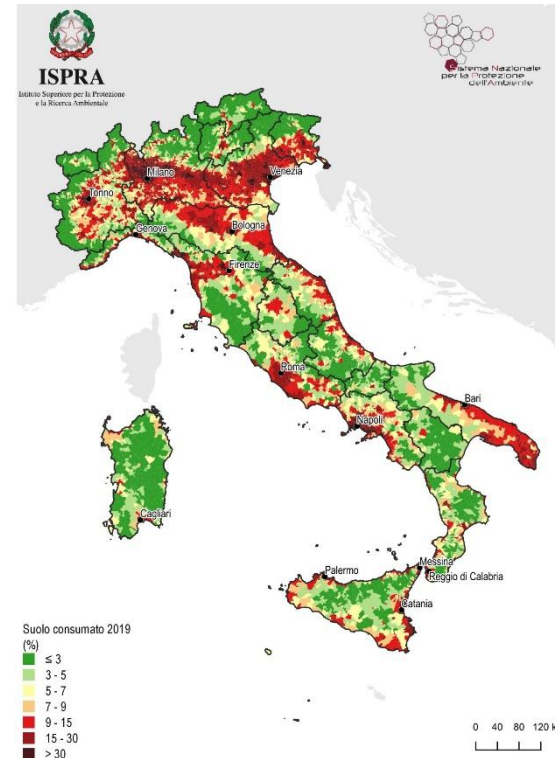 ISPRA
Istituto Superiore per la Protezione
e la Ricerca Ambientale
Sistema Nazionale
per la Protezione
dell'Ambiente
Milano
Venezia
Torino
Genova
Bologna
Firenze
Roma
Bari
Napoli
Cagliari
Messina
Palermo
Reggio di Calabria
Catania
Suolo consumato 2019
(%)
≤ 3
3 - 5
5 - 7
7 - 9
9 - 15
15 - 30
> 30
0 40 80 120 k